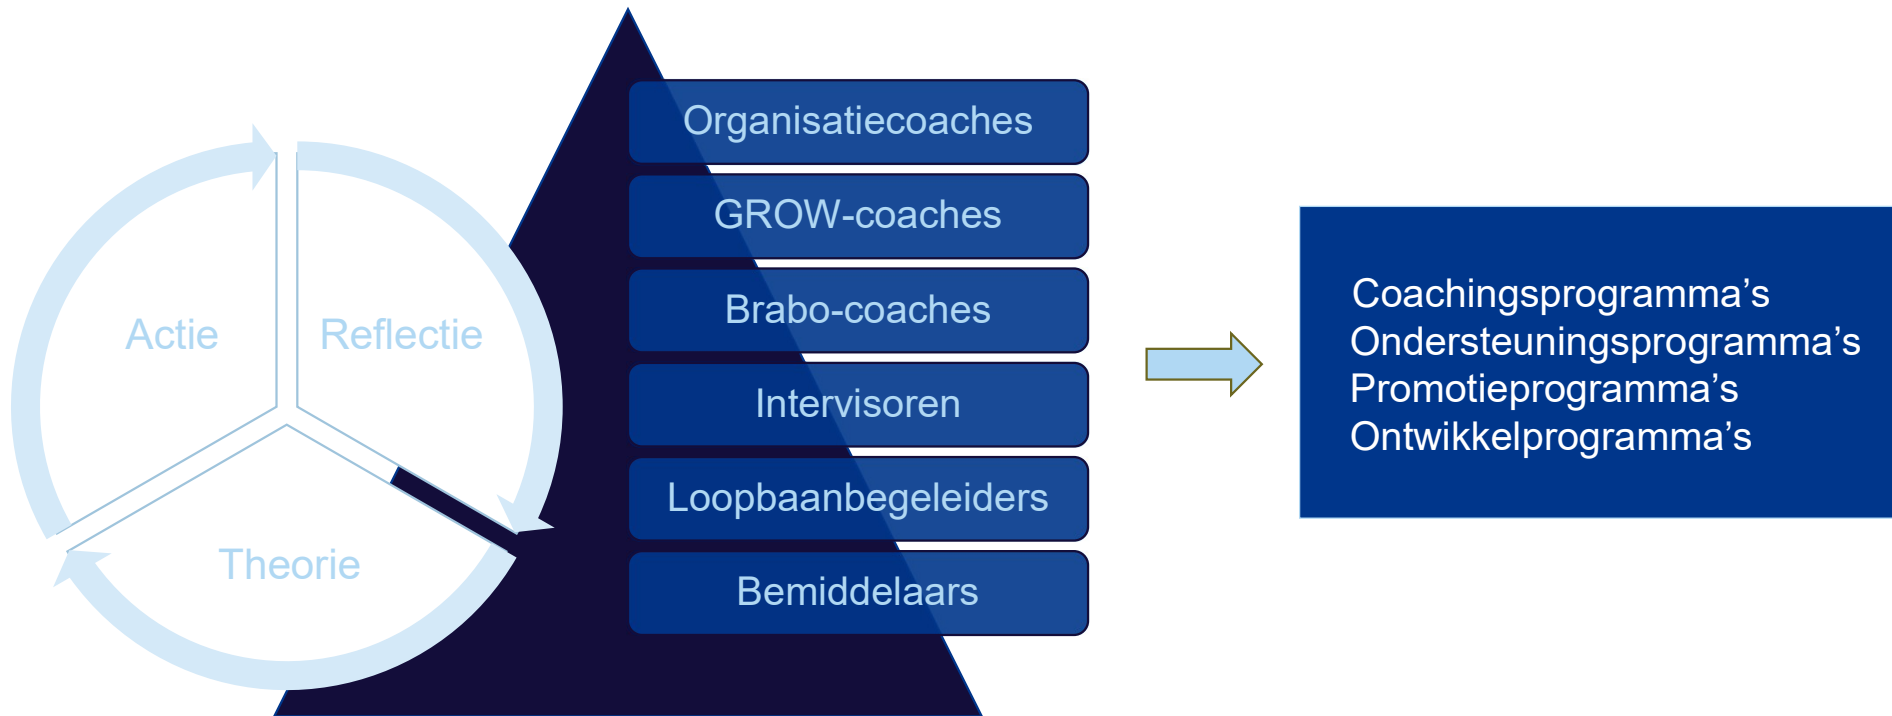 Actie
Reflectie
Theorie
Organisatiecoaches
GROW-coaches
Brabo-coaches
Intervisoren
Loopbaanbegeleiders
Bemiddelaars
Coachingsprogramma’s
Ondersteuningsprogramma’s
Promotieprogramma’s
Ontwikkelprogramma’s